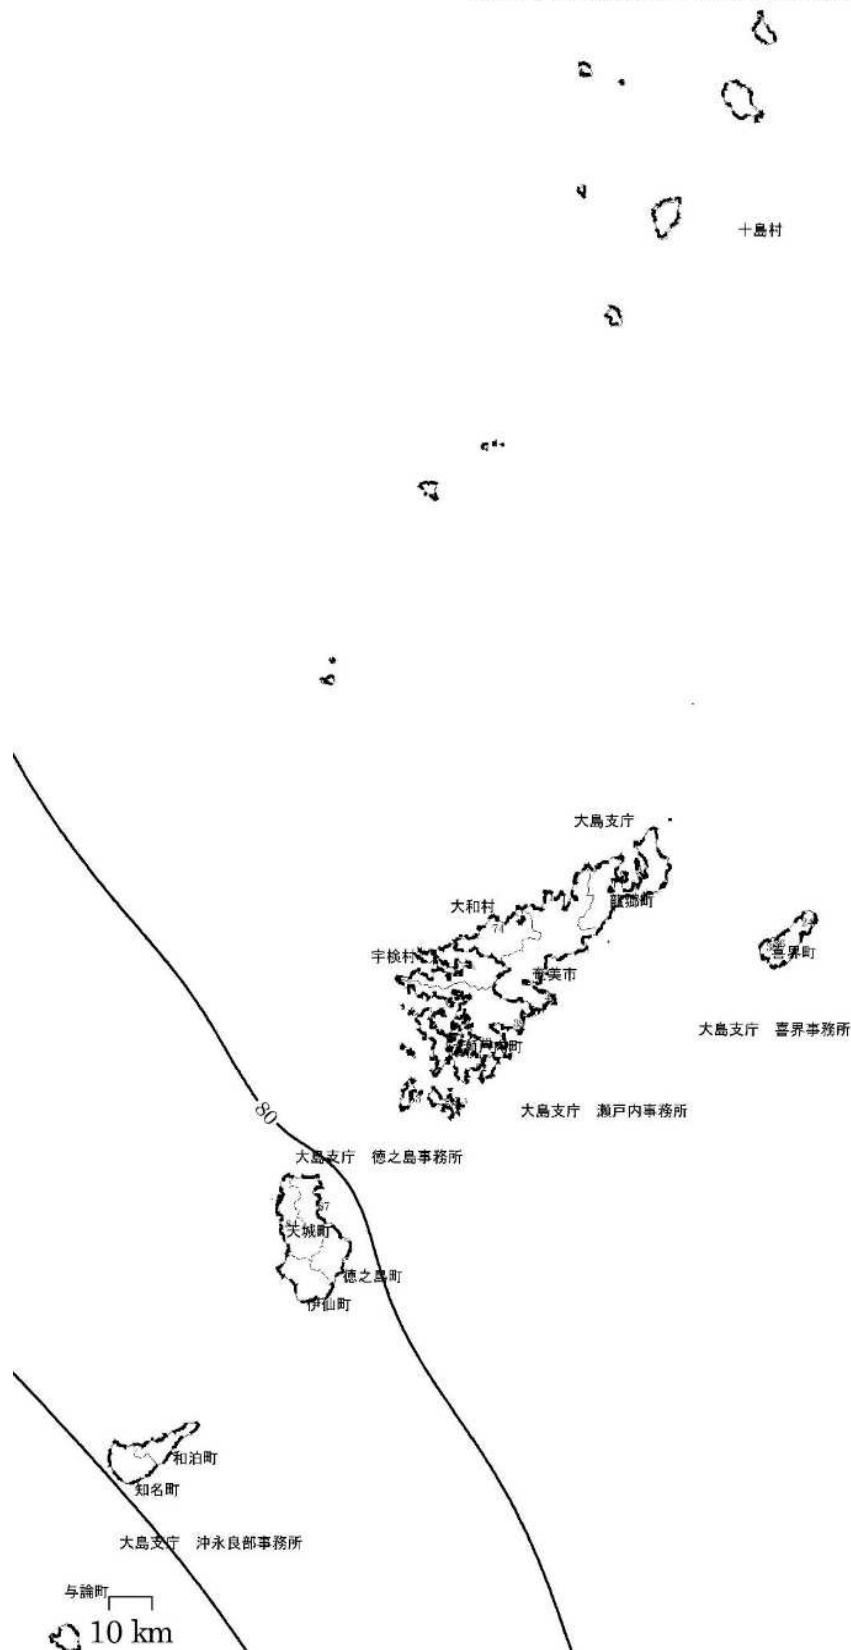 十島村
大島支庁
龍郷町
大和村
74
喜界町
宇検村
奄美市
大島支庁 喜界事務所
瀬戸内町
大島支庁 瀬戸内事務所
80
大島支庁 徳之島事務所
天城町
徳之島町
伊仙町
和泊町
知名町
大島支庁 沖永良部事務所
与論町
10 km